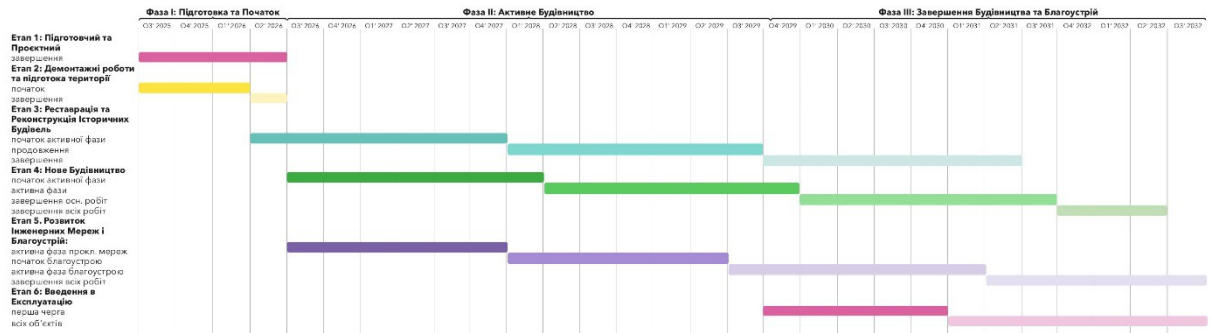 Фаза I: Підготовка та Початок Фаза II: Активне Будівництво Фаза III: Завершення Будівництва та Благоустрій
Q3' 2025 Q4' 2025 Q1' 2026 Q2' 2026 Q3' 2026 Q4' 2026 Q1' 2027 Q2' 2027 Q3' 2027 Q4' 2027 Q1' 2028 Q2' 2028 Q3' 2028 Q4' 2028 Q1' 2029 Q2' 2029 Q3' 2029 Q4' 2029 Q1' 2030 Q2' 2030 Q3' 2030 Q4' 2030 Q1' 2031 Q2' 2031 Q3' 2031 Q4' 2032 Q1' 2032 Q2' 2032 Q3' 2032
Етап 1: Підготовчий та
Проєктний
завершення
Етап 2: Демонтажні роботи
та підготока території
початок
завершення
Етап 3: Реставрація та
Реконструкція Історичних
Будівель
початок активної фази
продовження
завершення
Етап 4: Нове Будівництво
початок активної фази
активна фази
завершення осн. робіт
завершення всіх робіт
Етап 5. Розвиток
Інженерних Мереж і
Благоустрій:
активна фаза прокл. мереж
початок благоустрою
активна фаза благоустрою
завершення всіх робіт
Етап 6: Введення в
Експлуатацію
перша черга
всіх об'єктів